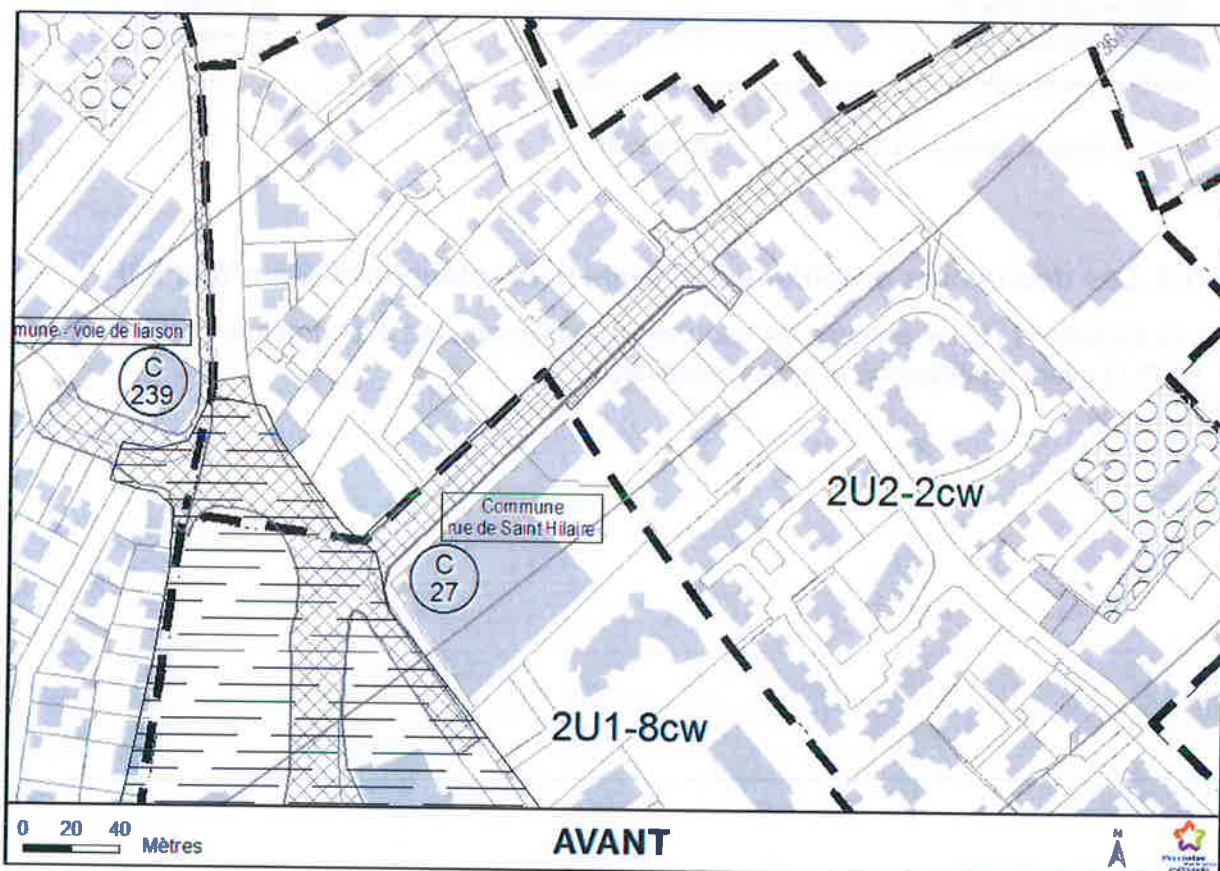 mune - voie de liaison
C
239
Commune
rue de Saint Hilaire
C
27
2U2-2cw
2U1-8cw
0 20 40
Mètres
AVANT
N